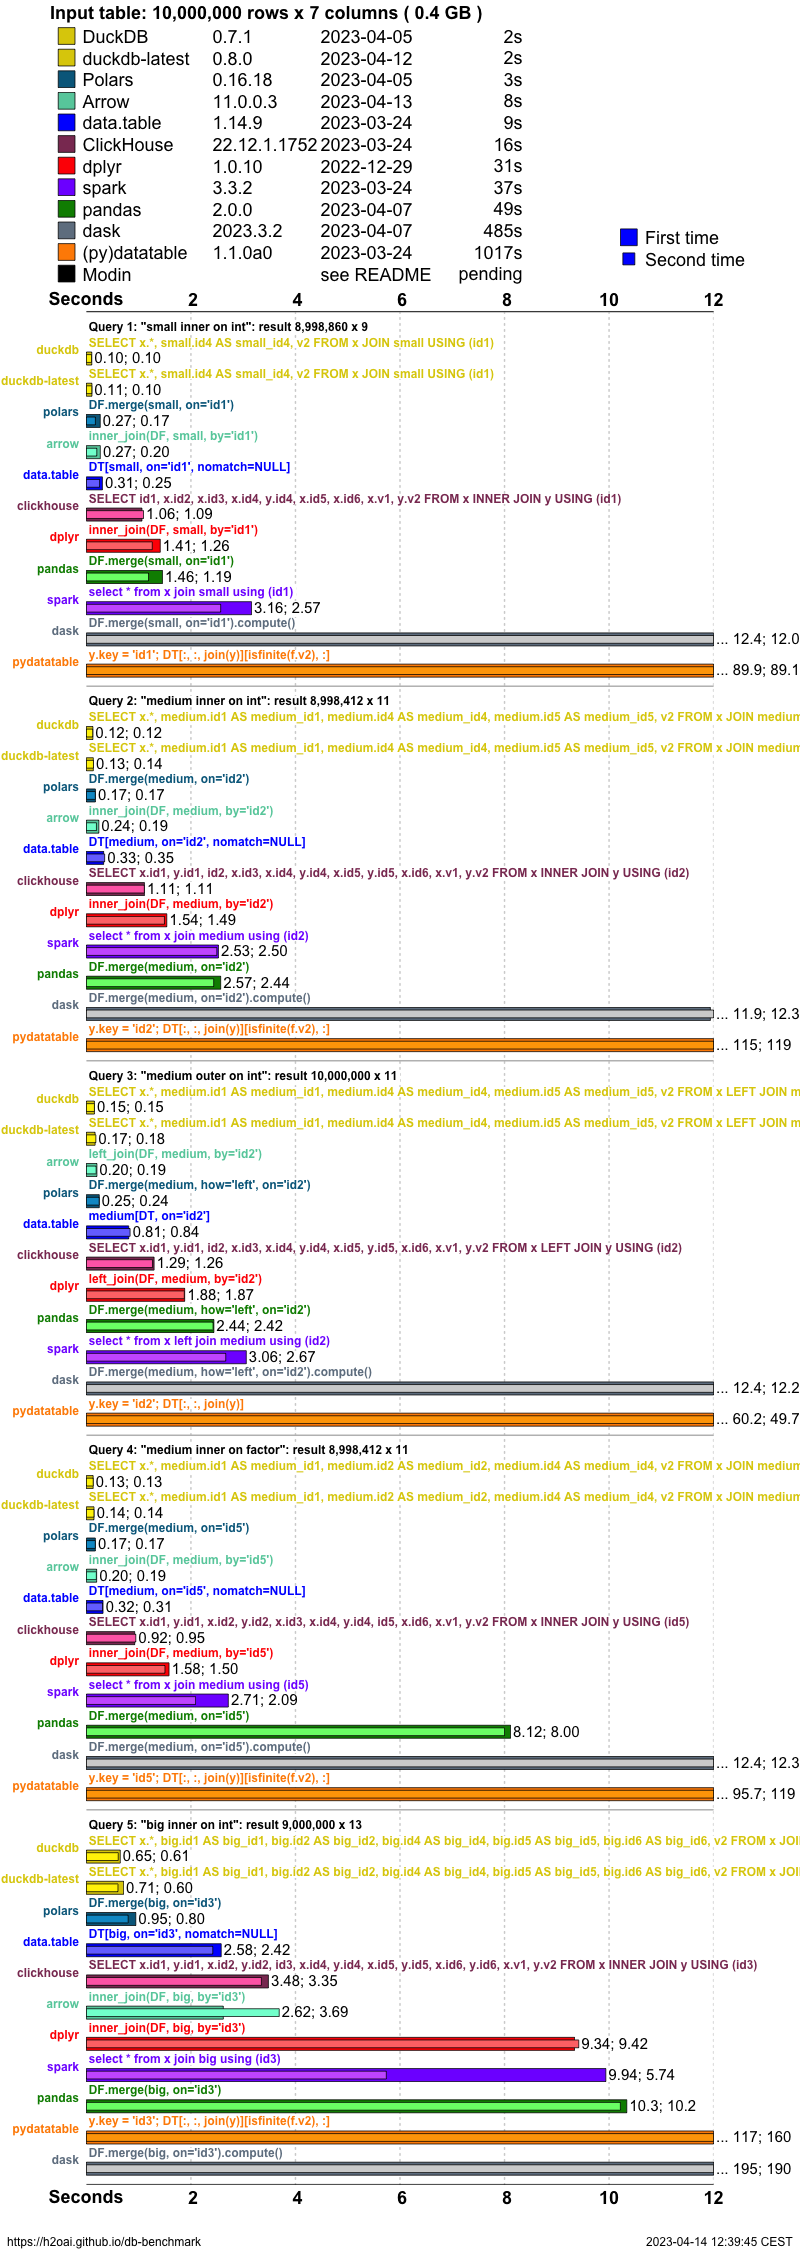 Input table: 10,000,000 rows x 7 columns ( 0.4 GB )
DuckDB 0.7.1 2023-04-05 2s
duckdb-latest 0.8.0 2023-04-12 2s
Polars 0.16.18 2023-04-05 3s
Arrow 11.0.0.3 2023-04-13 8s
data.table 1.14.9 2023-03-24 9s
ClickHouse 22.12.1.1752 2023-03-24 16s
dplyr 1.0.10 2022-12-29 31s
spark 3.3.2 2023-03-24 37s
pandas 2.0.0 2023-04-07 49s
dask 2023.3.2 2023-04-07 485s
(py)datatable 1.1.0a0 2023-03-24 1017s
Modin see README pending
First time
Second time
Seconds 2 4 6 8 10 12
Query 1: "small inner on int": result 8,998,860 x 9
SELECT x.*, small.id4 AS small_id4, v2 FROM x JOIN small USING (id1)
duckdb 0.10; 0.10
SELECT x.*, small.id4 AS small_id4, v2 FROM x JOIN small USING (id1)
duckdb-latest 0.11; 0.10
DF.merge(small, on='id1')
polars 0.27; 0.17
inner_join(DF, small, by='id1')
arrow 0.27; 0.20
DT[small, on='id1', nomatch=NULL]
data.table 0.31; 0.25
SELECT id1, x.id2, x.id3, x.id4, y.id4, x.id5, x.id6, x.v1, y.v2 FROM x INNER JOIN y USING (id1)
clickhouse 1.06; 1.09
inner_join(DF, small, by='id1')
dplyr 1.41; 1.26
DF.merge(small, on='id1')
pandas 1.46; 1.19
select * from x join small using (id1)
spark 3.16; 2.57
DF.merge(small, on='id1').compute()
dask ... 12.4; 12.0
y.key = 'id1'; DT[:, :, join(y)][isfinite(f.v2), :]
pydatatable ... 89.9; 89.1
Query 2: "medium inner on int": result 8,998,412 x 11
SELECT x.*, medium.id1 AS medium_id1, medium.id4 AS medium_id4, medium.id5 AS medium_id5, v2 FROM x JOIN medium
duckdb 0.12; 0.12
SELECT x.*, medium.id1 AS medium_id1, medium.id4 AS medium_id4, medium.id5 AS medium_id5, v2 FROM x JOIN medium
duckdb-latest 0.13; 0.14
DF.merge(medium, on='id2')
polars 0.17; 0.17
inner_join(DF, medium, by='id2')
arrow 0.24; 0.19
DT[medium, on='id2', nomatch=NULL]
data.table 0.33; 0.35
SELECT x.id1, y.id1, id2, x.id3, x.id4, y.id4, x.id5, y.id5, x.id6, x.v1, y.v2 FROM x INNER JOIN y USING (id2)
clickhouse 1.11; 1.11
inner_join(DF, medium, by='id2')
dplyr 1.54; 1.49
select * from x join medium using (id2)
spark 2.53; 2.50
DF.merge(medium, on='id2')
pandas 2.57; 2.44
DF.merge(medium, on='id2').compute()
dask ... 11.9; 12.3
y.key = 'id2'; DT[:, :, join(y)][isfinite(f.v2), :]
pydatatable ... 115; 119
Query 3: "medium outer on int": result 10,000,000 x 11
SELECT x.*, medium.id1 AS medium_id1, medium.id4 AS medium_id4, medium.id5 AS medium_id5, v2 FROM x LEFT JOIN m
duckdb 0.15; 0.15
SELECT x.*, medium.id1 AS medium_id1, medium.id4 AS medium_id4, medium.id5 AS medium_id5, v2 FROM x LEFT JOIN m
duckdb-latest 0.17; 0.18
left_join(DF, medium, by='id2')
arrow 0.20; 0.19
DF.merge(medium, how='left', on='id2')
polars 0.25; 0.24
medium[DT, on='id2']
data.table 0.81; 0.84
SELECT x.id1, y.id1, id2, x.id3, x.id4, y.id4, x.id5, y.id5, x.id6, x.v1, y.v2 FROM x LEFT JOIN y USING (id2)
clickhouse 1.29; 1.26
left_join(DF, medium, by='id2')
dplyr 1.88; 1.87
DF.merge(medium, how='left', on='id2')
pandas 2.44; 2.42
select * from x left join medium using (id2)
spark 3.06; 2.67
DF.merge(medium, how='left', on='id2').compute()
dask ... 12.4; 12.2
y.key = 'id2'; DT[:, :, join(y)]
pydatatable ... 60.2; 49.7
Query 4: "medium inner on factor": result 8,998,412 x 11
SELECT x.*, medium.id1 AS medium_id1, medium.id2 AS medium_id2, medium.id4 AS medium_id4, v2 FROM x JOIN medium
duckdb 0.13; 0.13
SELECT x.*, medium.id1 AS medium_id1, medium.id2 AS medium_id2, medium.id4 AS medium_id4, v2 FROM x JOIN medium
duckdb-latest 0.14; 0.14
DF.merge(medium, on='id5')
polars 0.17; 0.17
inner_join(DF, medium, by='id5')
arrow 0.20; 0.19
DT[medium, on='id5', nomatch=NULL]
data.table 0.32; 0.31
SELECT x.id1, y.id1, x.id2, y.id2, x.id3, x.id4, y.id4, id5, x.id6, x.v1, y.v2 FROM x INNER JOIN y USING (id5)
clickhouse 0.92; 0.95
inner_join(DF, medium, by='id5')
dplyr 1.58; 1.50
select * from x join medium using (id5)
spark 2.71; 2.09
DF.merge(medium, on='id5')
pandas 8.12; 8.00
DF.merge(medium, on='id5').compute()
dask ... 12.4; 12.3
y.key = 'id5'; DT[:, :, join(y)][isfinite(f.v2), :]
pydatatable ... 95.7; 119
Query 5: "big inner on int": result 9,000,000 x 13
SELECT x.*, big.id1 AS big_id1, big.id2 AS big_id2, big.id4 AS big_id4, big.id5 AS big_id5, big.id6 AS big_id6, v2 FROM x JOI
duckdb 0.65; 0.61
SELECT x.*, big.id1 AS big_id1, big.id2 AS big_id2, big.id4 AS big_id4, big.id5 AS big_id5, big.id6 AS big_id6, v2 FROM x JOI
duckdb-latest 0.71; 0.60
DF.merge(big, on='id3')
polars 0.95; 0.80
DT[big, on='id3', nomatch=NULL]
data.table 2.58; 2.42
SELECT x.id1, y.id1, x.id2, y.id2, id3, x.id4, y.id4, x.id5, y.id5, x.id6, y.id6, x.v1, y.v2 FROM x INNER JOIN y USING (id3)
clickhouse 3.48; 3.35
inner_join(DF, big, by='id3')
arrow 2.62; 3.69
inner_join(DF, big, by='id3')
dplyr 9.34; 9.42
select * from x join big using (id3)
spark 9.94; 5.74
DF.merge(big, on='id3')
pandas 10.3; 10.2
y.key = 'id3'; DT[:, :, join(y)][isfinite(f.v2), :]
pydatatable ... 117; 160
DF.merge(big, on='id3').compute()
dask ... 195; 190
Seconds 2 4 6 8 10 12
https://h2oai.github.io/db-benchmark 2023-04-14 12:39:45 CEST